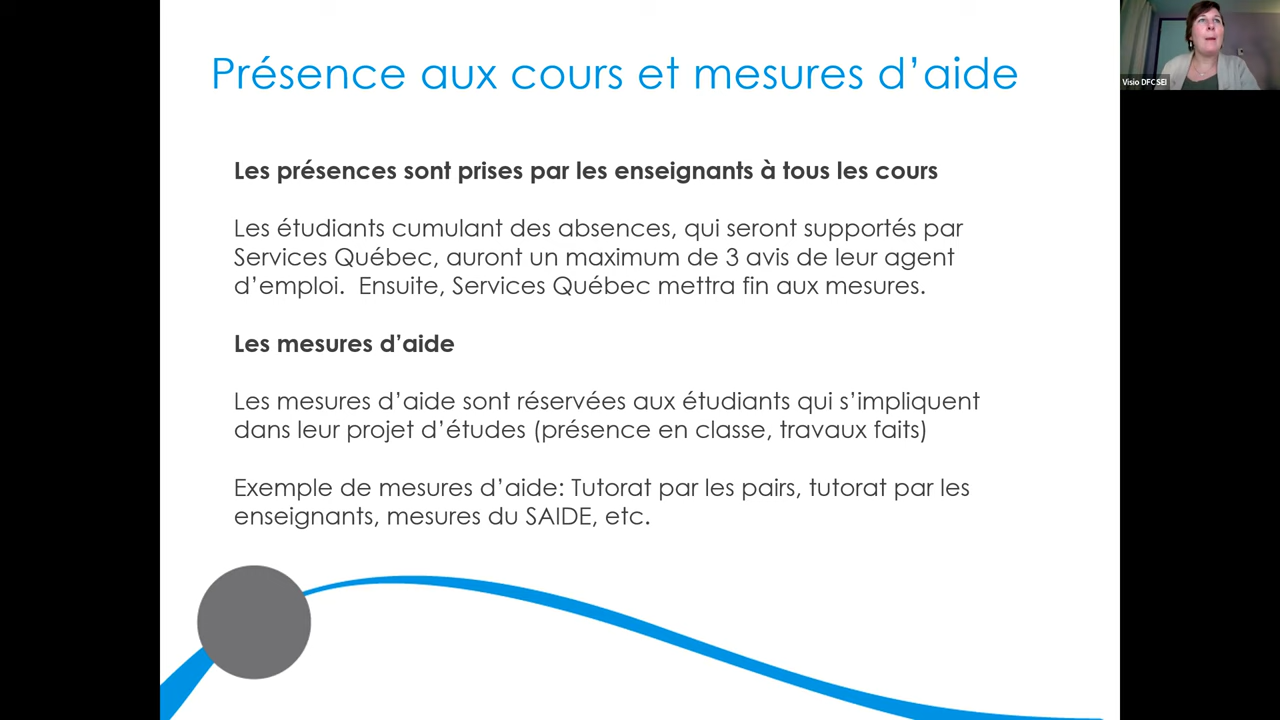 Présence aux cours et mesures d’aide
Visio DFCSEI
Les présences sont prises par les enseignants à tous les cours
Les étudiants cumulant des absences, qui seront supportés par
Services Québec, auront un maximum de 3 avis de leur agent
d’emploi.  Ensuite, Services Québec mettra fin aux mesures.
Les mesures d’aide
Les mesures d’aide sont réservées aux étudiants qui s’impliquent
dans leur projet d’études (présence en classe, travaux faits)
Exemple de mesures d’aide: Tutorat par les pairs, tutorat par les
enseignants, mesures du SAIDE, etc.